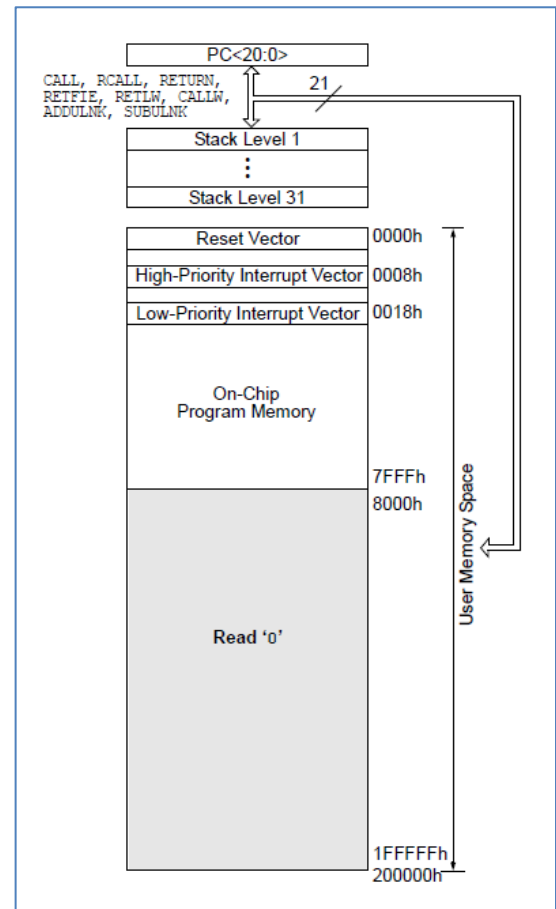 PC<20:0>
CALL, RCALL, RETURN,
RETFIE, RETLW, CALLW,
ADDULNK, SUBULNK
21
Stack Level 1
⋮
Stack Level 31
Reset Vector
0000h
High-Priority Interrupt Vector
0008h
Low-Priority Interrupt Vector
0018h
On-Chip
Program Memory
7FFFh
8000h
User Memory Space
Read ‘0’
1FFFFFh
200000h